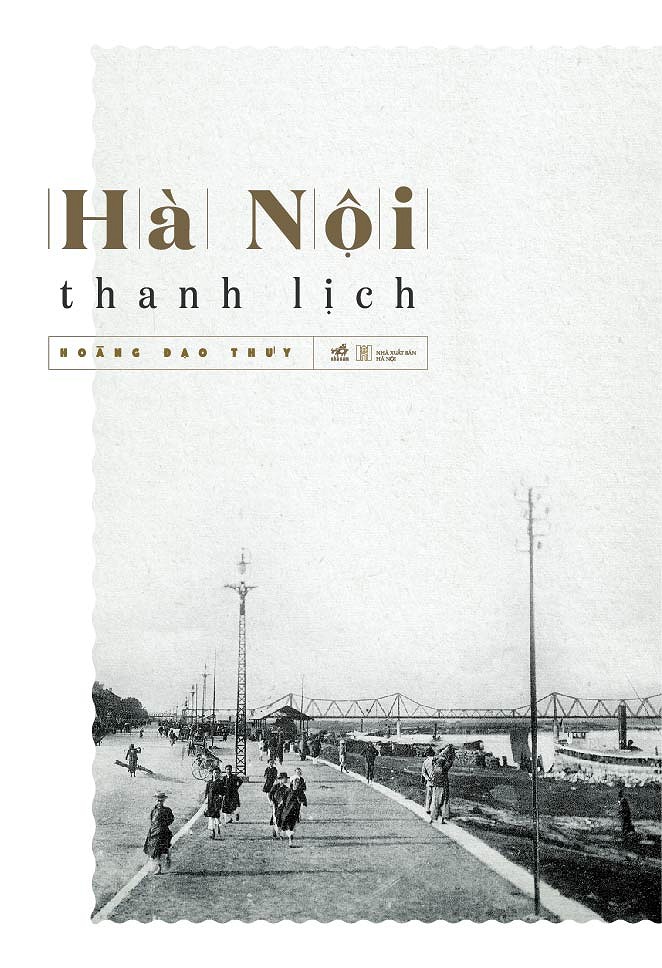 Hà Nội
thanh lịch
HOÀNG ĐẠO THÚY
nhã nam
NHÀ XUẤT BẢN
HÀ NỘI